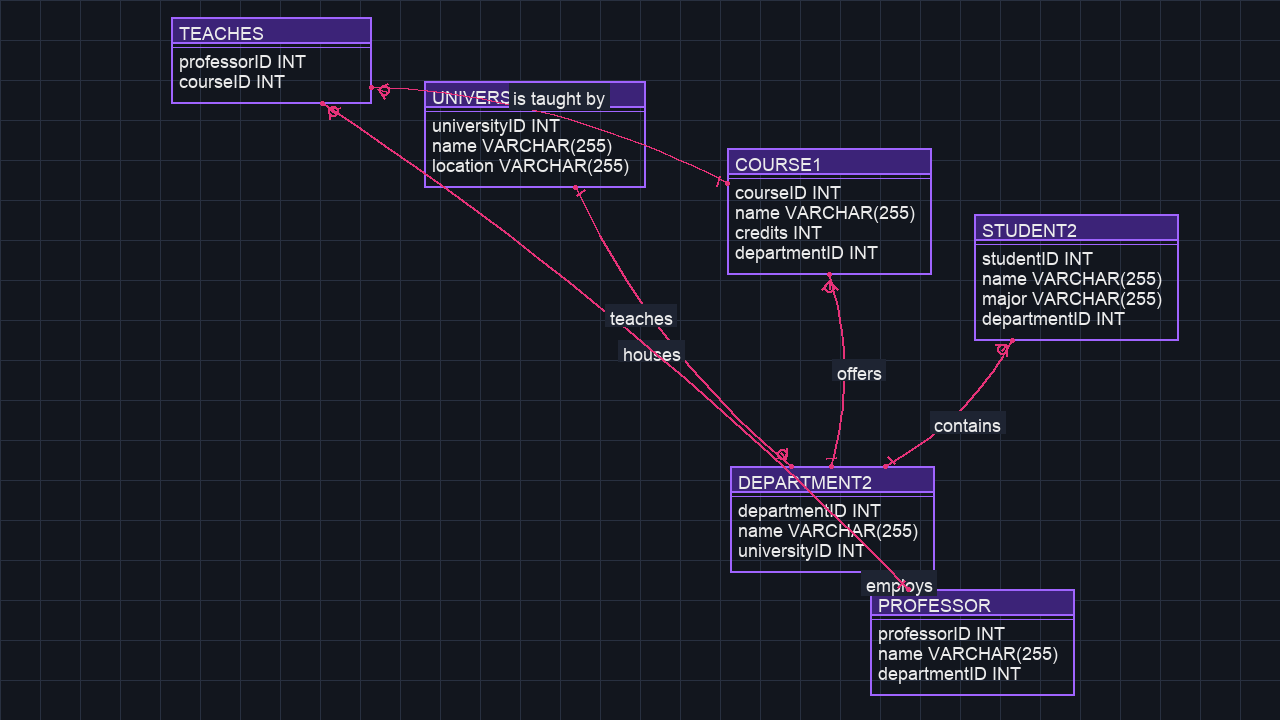 TEACHES
professorID INT
courseID INT
UNIVERS
is taught by
universityID INT
name VARCHAR(255)
location VARCHAR(255)
COURSE1
courseID INT
name VARCHAR(255)
credits INT
departmentID INT
STUDENT2
studentID INT
name VARCHAR(255)
major VARCHAR(255)
departmentID INT
teaches
houses
offers
contains
DEPARTMENT2
departmentID INT
name VARCHAR(255)
universityID INT
employs
PROFESSOR
professorID INT
name VARCHAR(255)
departmentID INT